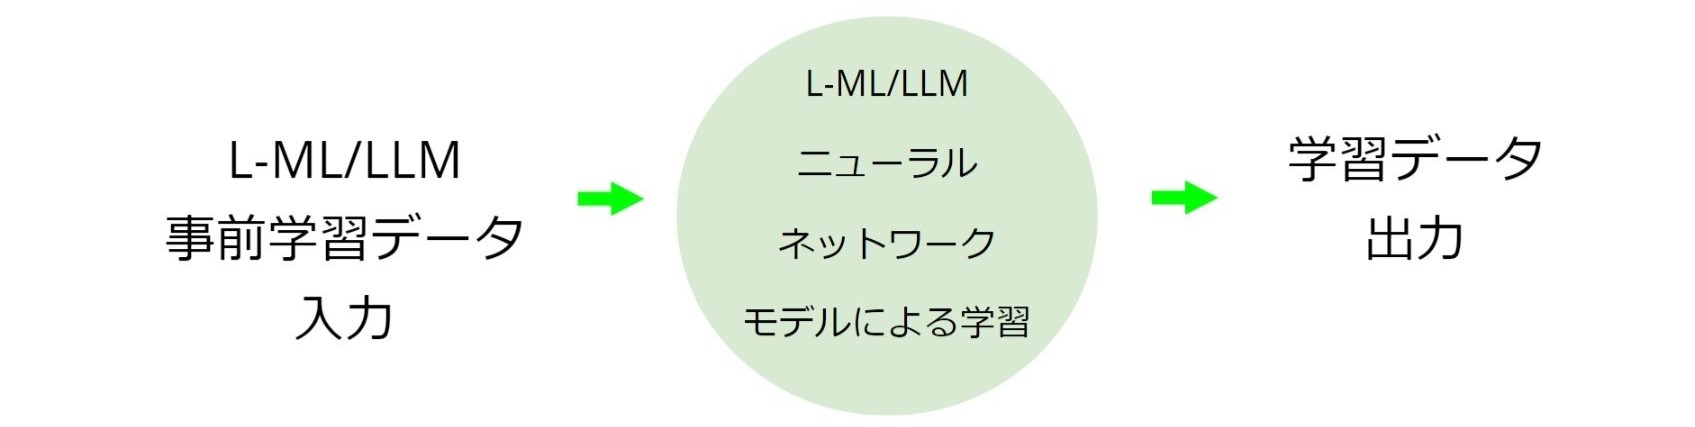 L-ML/LLM
事前学習データ
入力
L-ML/LLM
ニューラル
ネットワーク
モデルによる学習
学習データ
出力